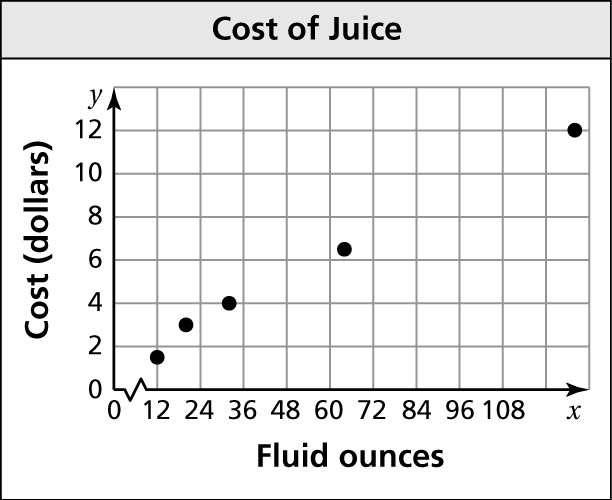 Cost of Juice
y
12
10
8
6
4
2
0
Cost (dollars)
0 12 24 36 48 60 72 84 96 108 x
Fluid ounces